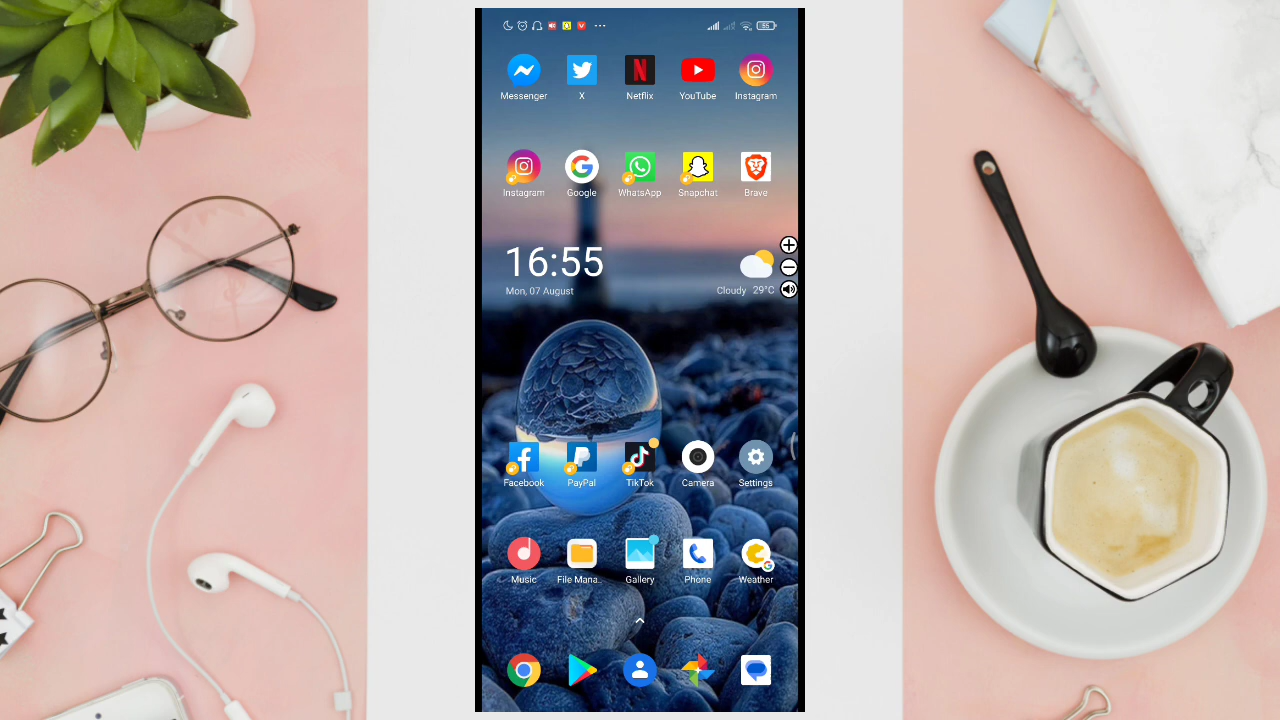 55
Messenger X Netflix YouTube Instagram
Instagram Google WhatsApp Snapchat Brave
16:55
Mon, 07 August
Cloudy 29°C
Facebook PayPal TikTok Camera Settings
Music File Mana.. Gallery Phone Weather